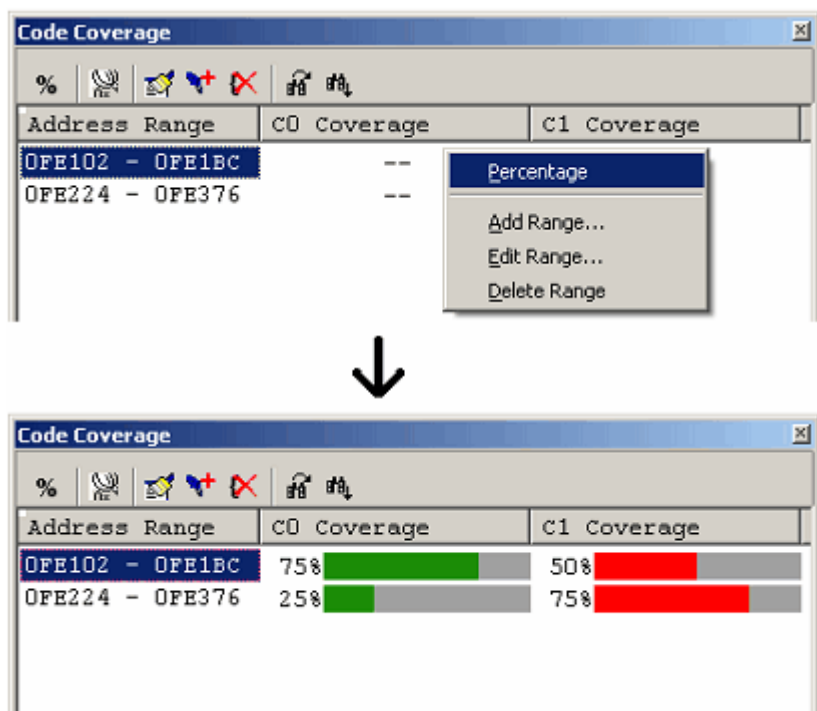 Code Coverage
%
Address Range C0 Coverage C1 Coverage
0FE102 - 0FE1BC -- Percentage
0FE224 - 0FE376 --
Add Range...
Edit Range...
Delete Range
Code Coverage
%
Address Range C0 Coverage C1 Coverage
0FE102 - 0FE1BC 75% 50%
0FE224 - 0FE376 25% 75%